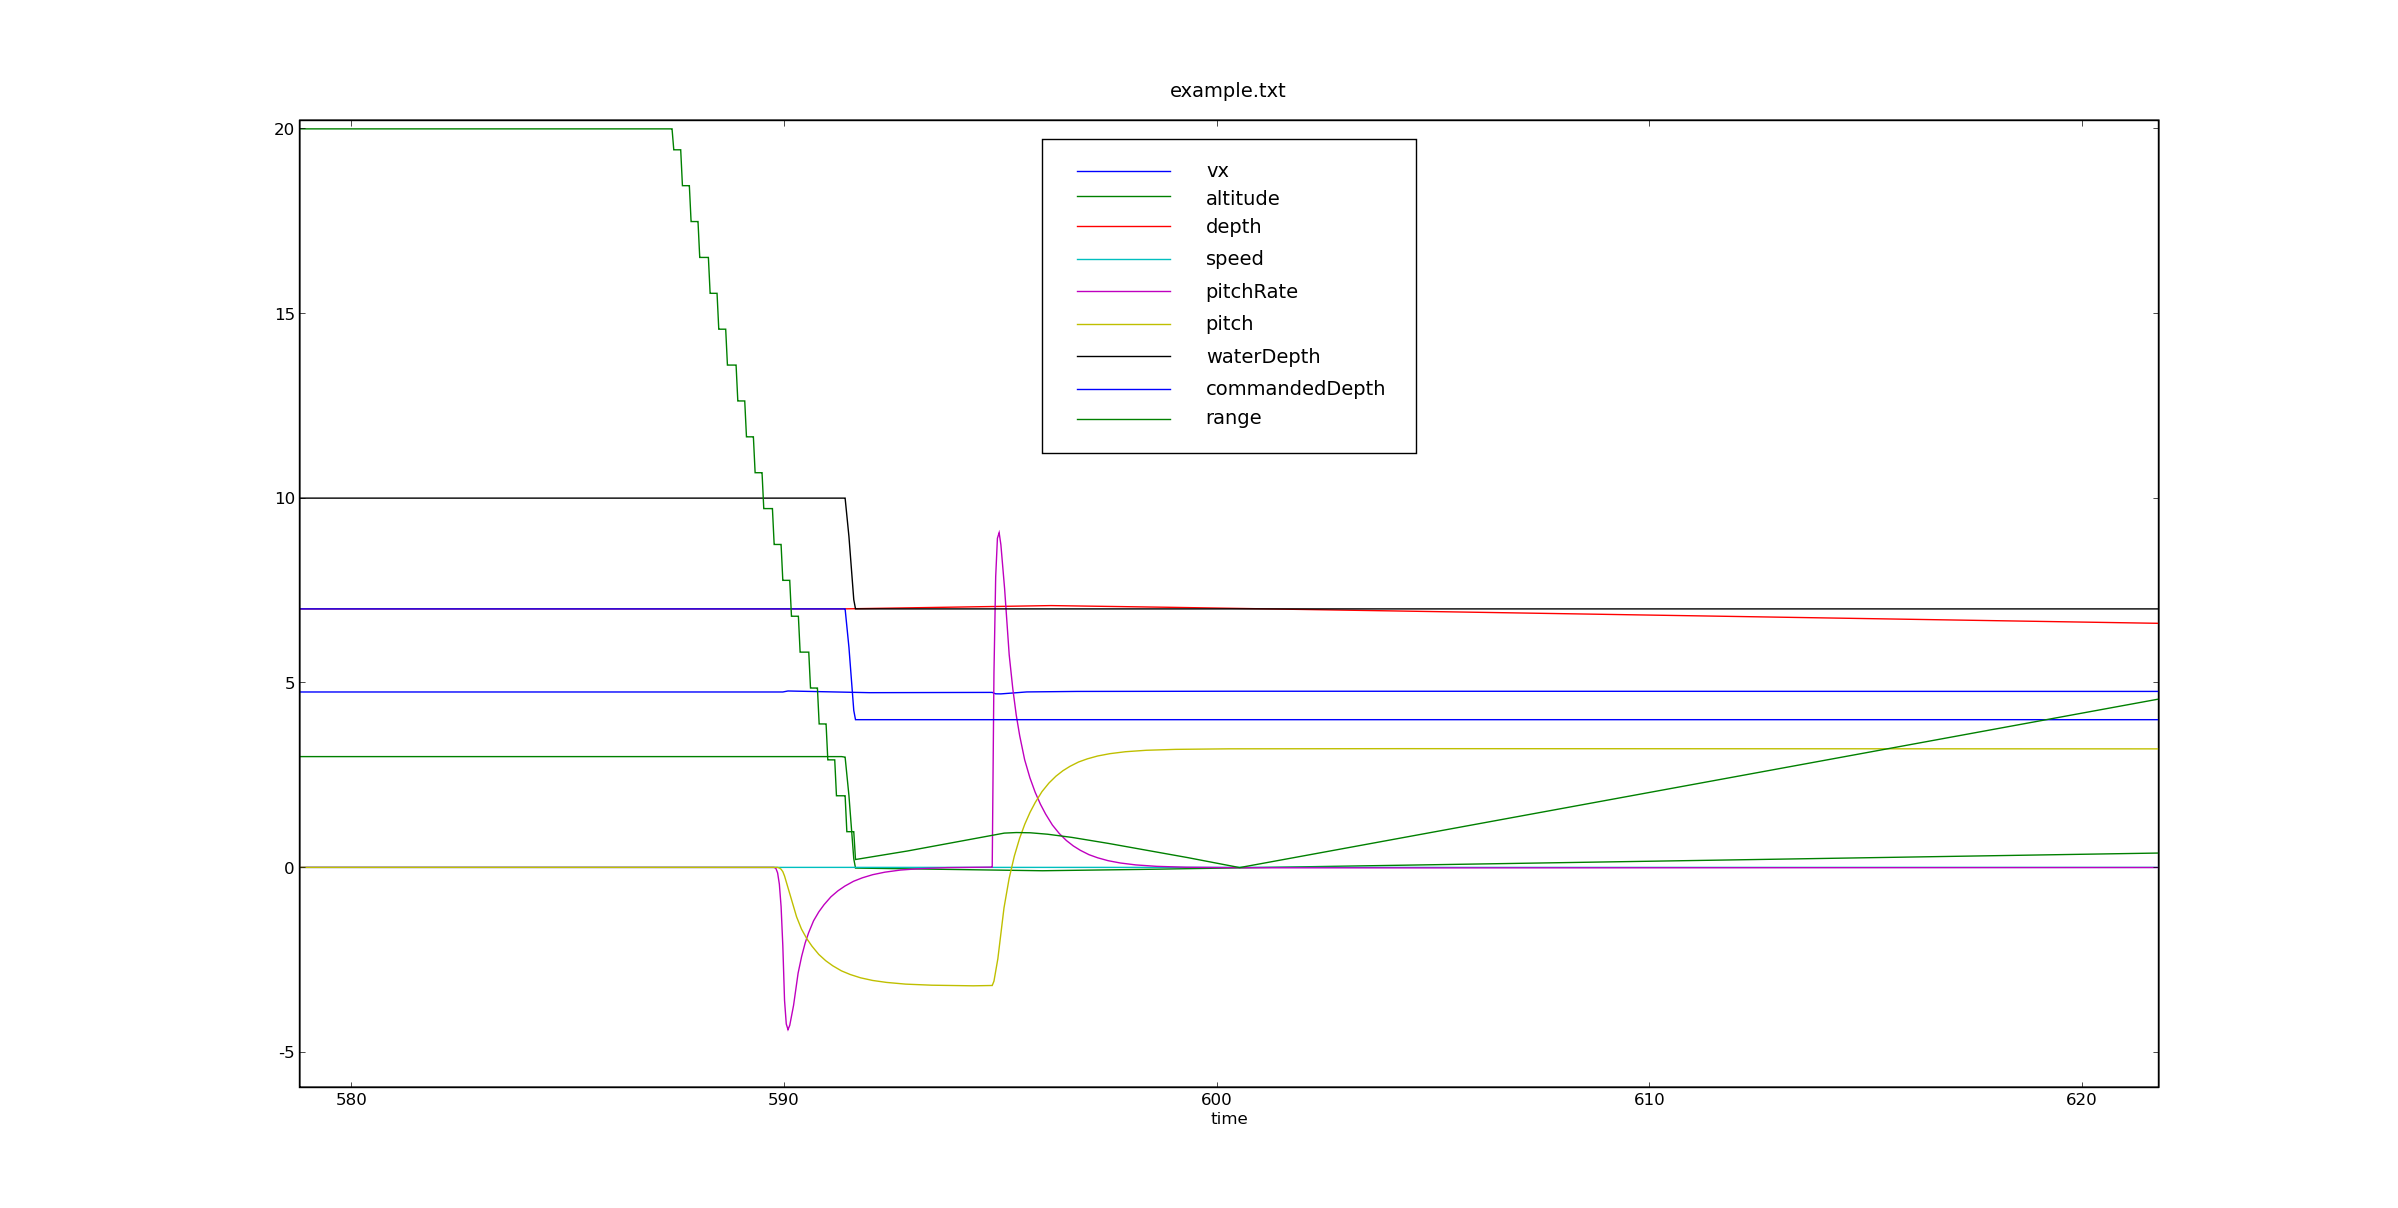 example.txt
20
15
10
5
0
-5
vx
altitude
depth
speed
pitchRate
pitch
waterDepth
commandedDepth
range
580 590 600 610 620
time